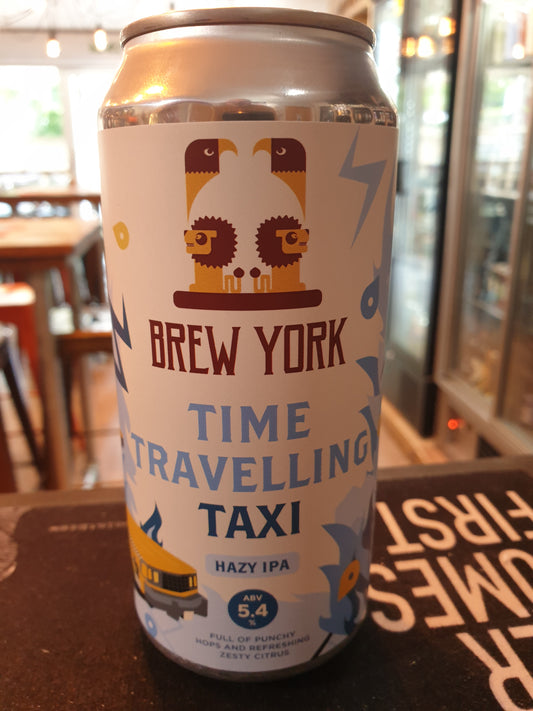 BREW YORK
TIME
TRAVELLING
TAXI
HAZY IPA
ABV
5.4
%
FULL OF PUNCHY
HOPS AND REFRESHING
ZESTY CITRUS
FIRST